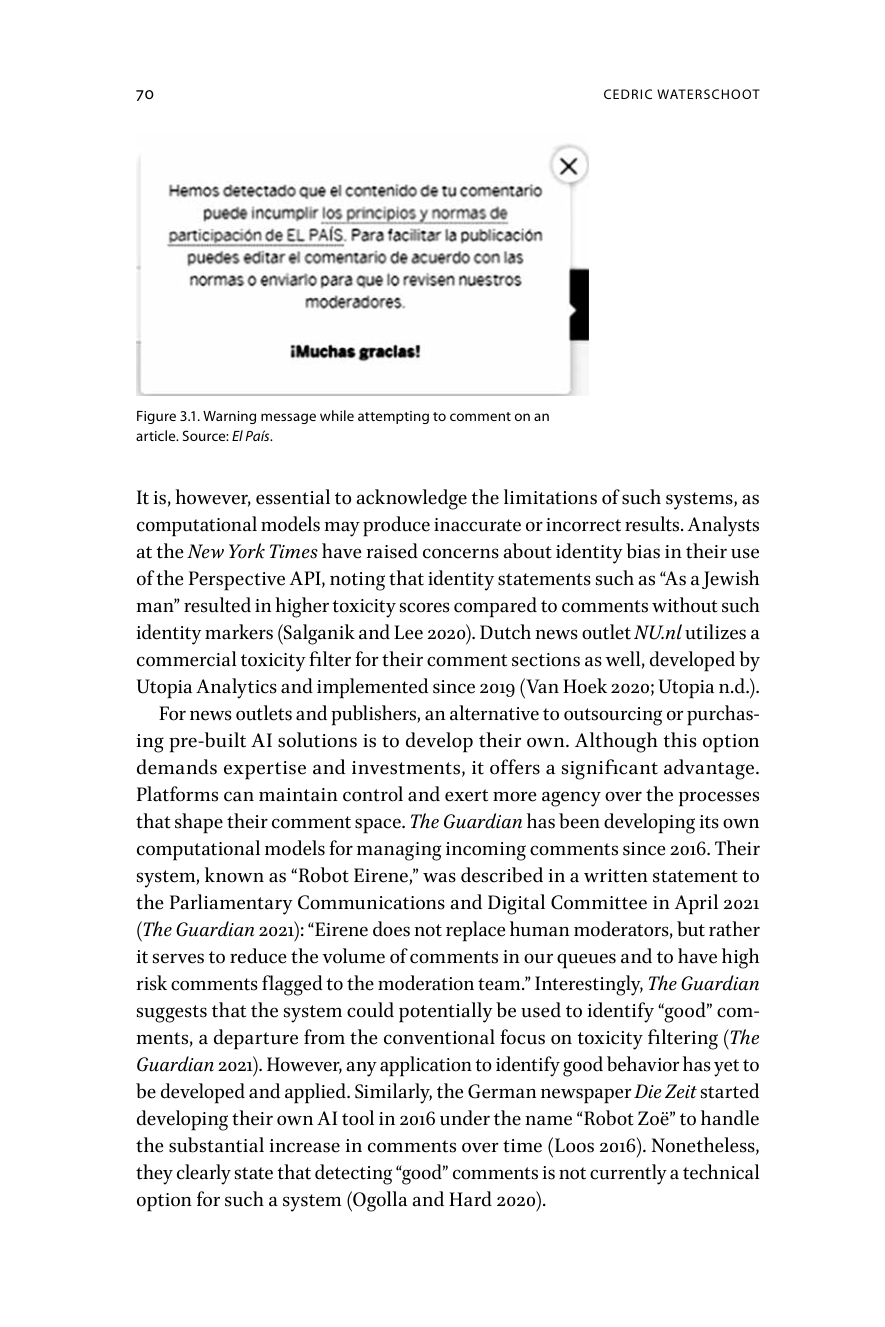 70
CEDRIC WATERSCHOOT
Hemos detectado que el contenido de tu comentario
puede incumplir los principios y normas de
participación de EL PAÍS. Para facilitar la publicación
puedes editar el comentario de acuerdo con las
normas o enviarlo para que lo revisen nuestros
moderadores.
¡Muchas gracias!
Figure 3.1. Warning message while attempting to comment on an
article. Source: El País.
It is, however, essential to acknowledge the limitations of such systems, as
computational models may produce inaccurate or incorrect results. Analysts
at the New York Times have raised concerns about identity bias in their use
of the Perspective API, noting that identity statements such as “As a Jewish
man” resulted in higher toxicity scores compared to comments without such
identity markers (Salganik and Lee 2020). Dutch news outlet NU.nl utilizes a
commercial toxicity filter for their comment sections as well, developed by
Utopia Analytics and implemented since 2019 (Van Hoek 2020; Utopia n.d.).
For news outlets and publishers, an alternative to outsourcing or purchas-
ing pre-built AI solutions is to develop their own. Although this option
demands expertise and investments, it offers a significant advantage.
Platforms can maintain control and exert more agency over the processes
that shape their comment space. The Guardian has been developing its own
computational models for managing incoming comments since 2016. Their
system, known as “Robot Eirene,” was described in a written statement to
the Parliamentary Communications and Digital Committee in April 2021
(The Guardian 2021): “Eirene does not replace human moderators, but rather
it serves to reduce the volume of comments in our queues and to have high
risk comments flagged to the moderation team.” Interestingly, The Guardian
suggests that the system could potentially be used to identify “good” com-
ments, a departure from the conventional focus on toxicity filtering (The
Guardian 2021). However, any application to identify good behavior has yet to
be developed and applied. Similarly, the German newspaper Die Zeit started
developing their own AI tool in 2016 under the name “Robot Zoë” to handle
the substantial increase in comments over time (Loos 2016). Nonetheless,
they clearly state that detecting “good” comments is not currently a technical
option for such a system (Ogolla and Hard 2020).